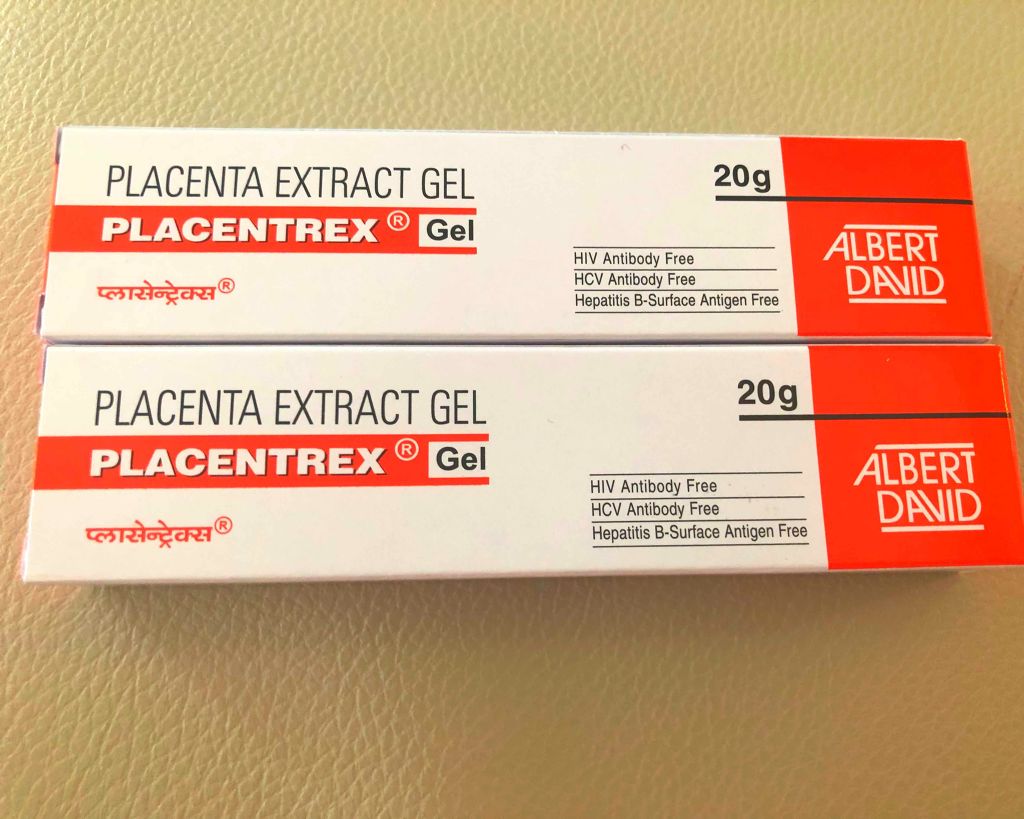 PLACENTA EXTRACT GEL
PLACENTREX® Gel
प्लासेन्ट्रेक्स®
20g
HIV Antibody Free
HCV Antibody Free
Hepatitis B-Surface Antigen Free
ALBERT
DAVID
PLACENTA EXTRACT GEL
PLACENTREX® Gel
प्लासेन्ट्रेक्स®
20g
HIV Antibody Free
HCV Antibody Free
Hepatitis B-Surface Antigen Free
ALBERT
DAVID